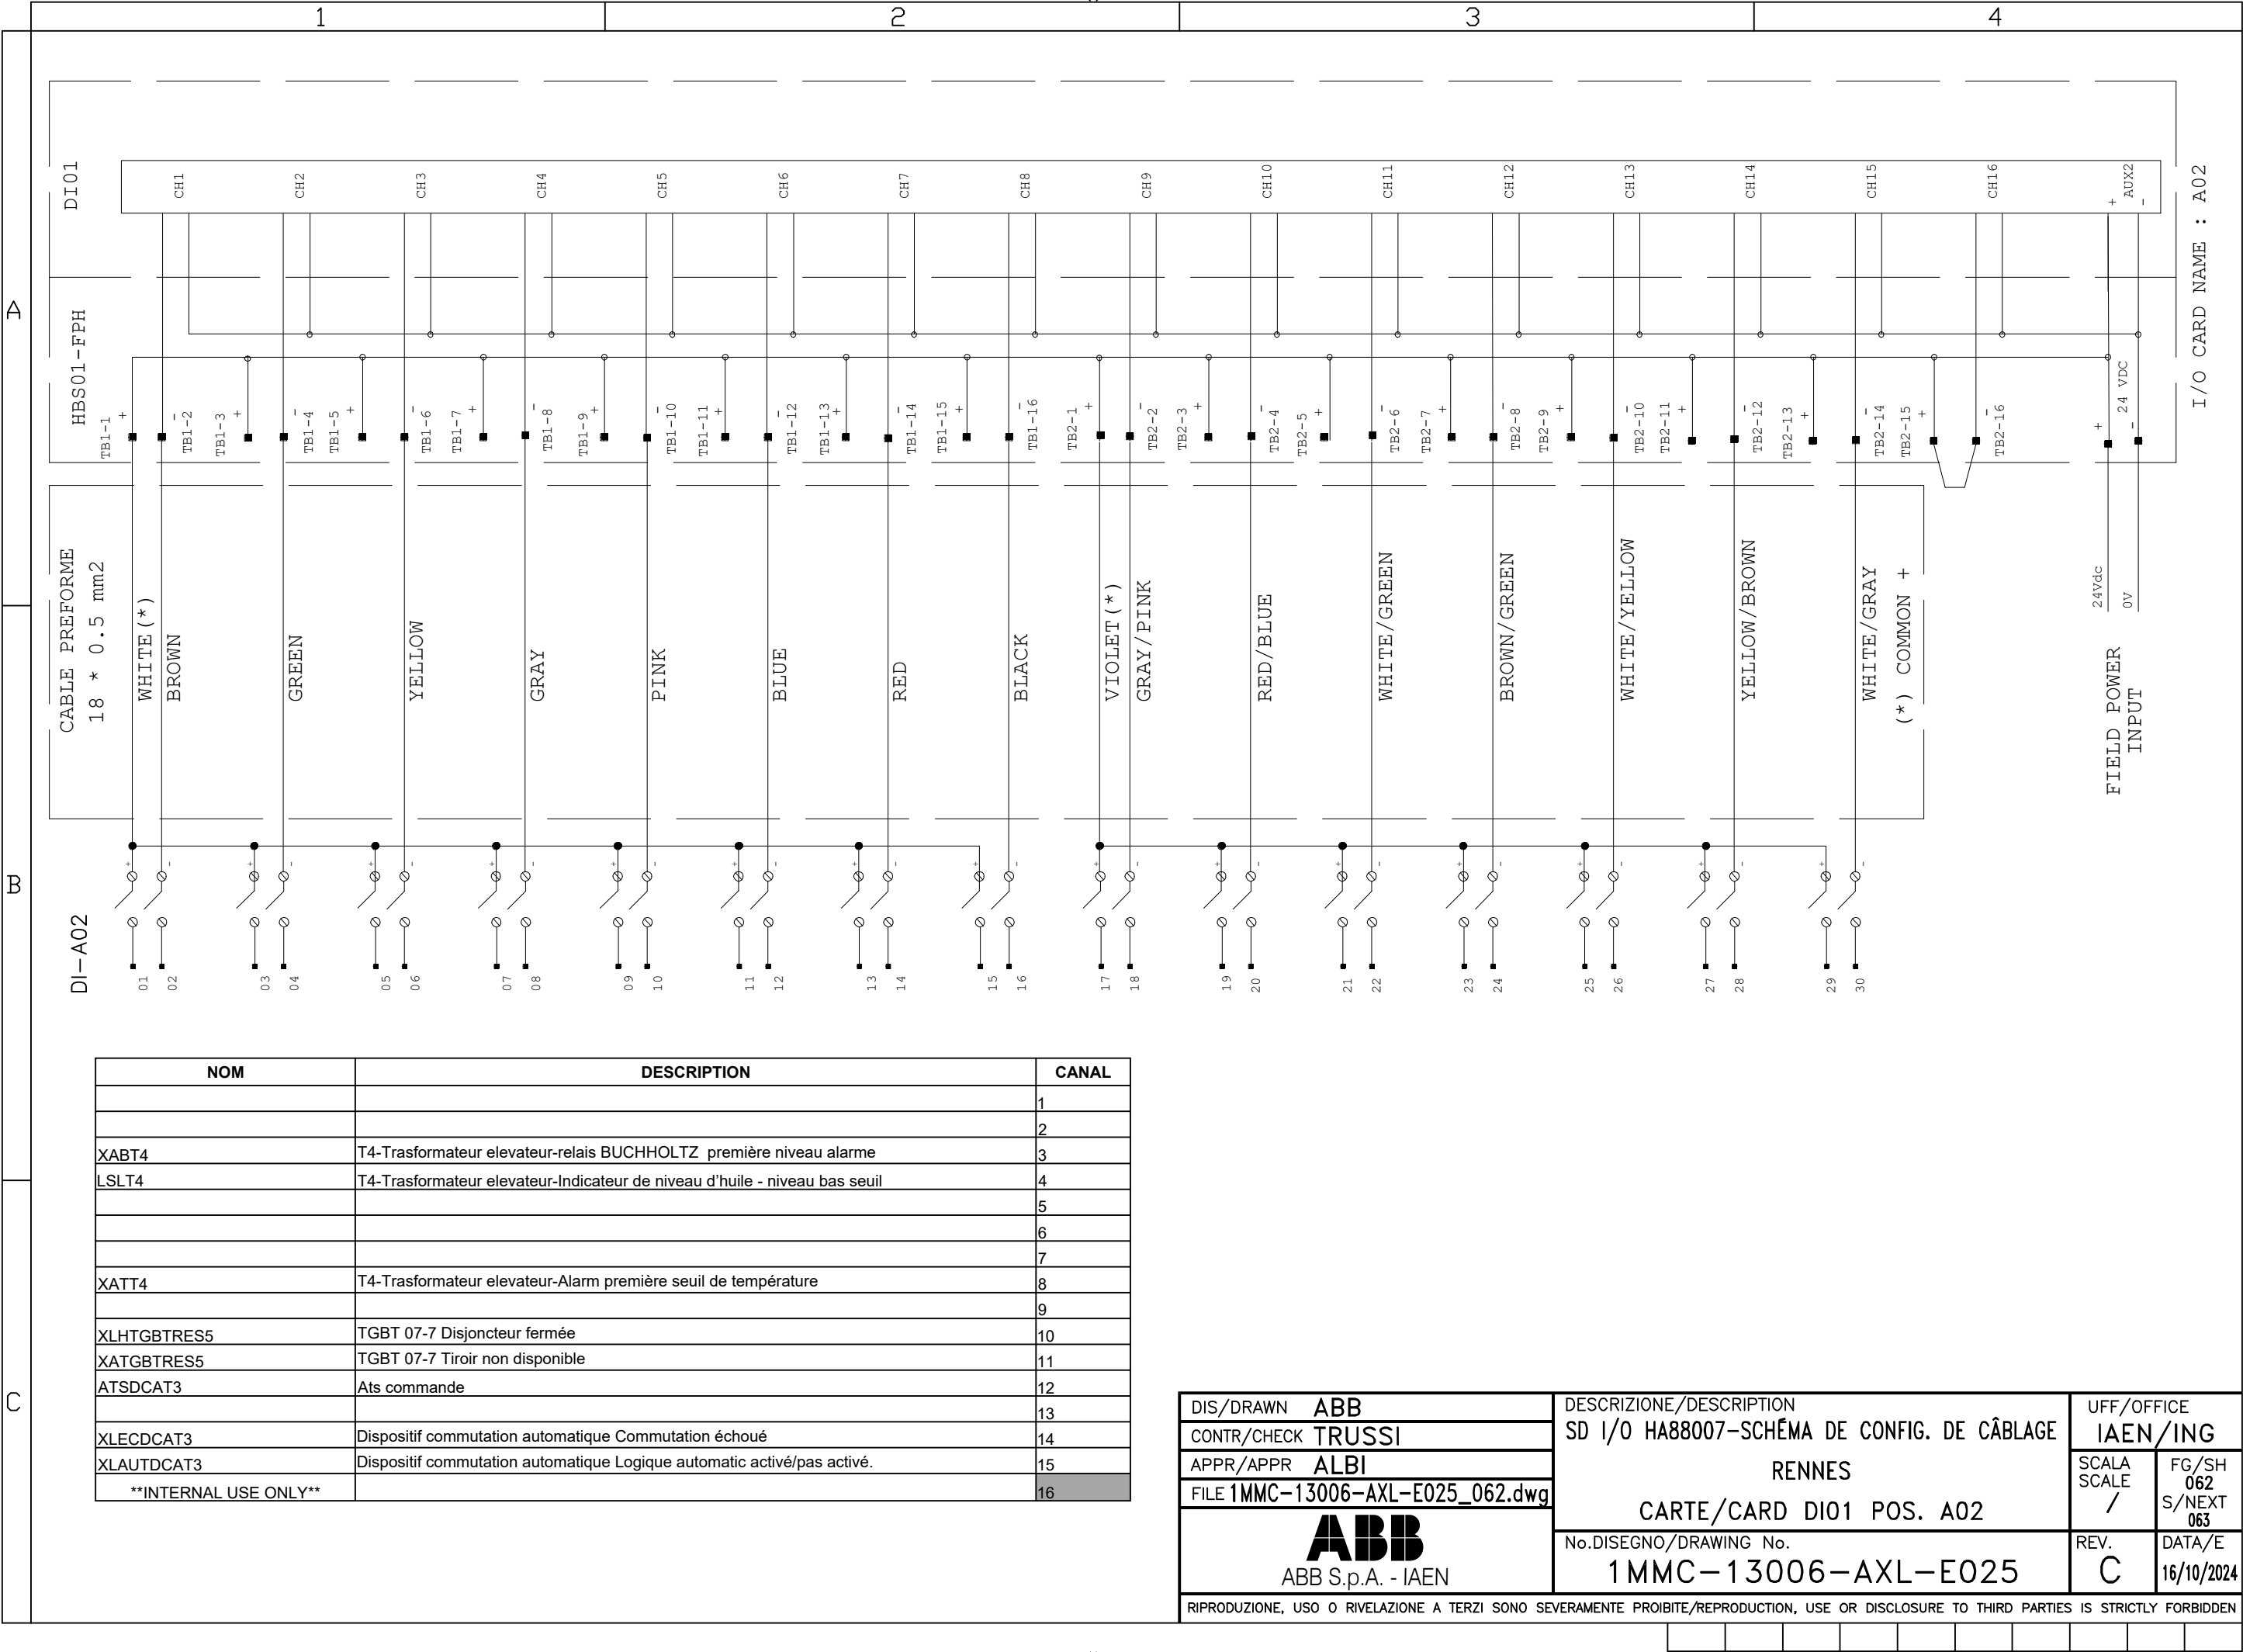 1 2 3 4
A
B
C
DI01
CH1 CH2 CH3 CH4 CH5 CH6 CH7 CH8 CH9 CH10 CH11 CH12 CH13 CH14 CH15 CH16 AUX2
+ -
I/O CARD NAME : A02
HBS01-FPH
TB1-1 + TB1-2 - TB1-3 + TB1-4 - TB1-5 + TB1-6 - TB1-7 + TB1-8 - TB1-9 + TB1-10 - TB1-11 + TB1-12 - TB1-13 + TB1-14 - TB1-15 + TB1-16 - TB2-1 + TB2-2 - TB2-3 + TB2-4 - TB2-5 + TB2-6 - TB2-7 + TB2-8 - TB2-9 + TB2-10 - TB2-11 + TB2-12 - TB2-13 + TB2-14 - TB2-15 + TB2-16 -
+ - 24 VDC
CABLE PREFORME
18 * 0.5 mm2
WHITE(*)
BROWN
GREEN
YELLOW
GRAY
PINK
BLUE
RED
BLACK
VIOLET(*)
GRAY/PINK
RED/BLUE
WHITE/GREEN
BROWN/GREEN
WHITE/YELLOW
YELLOW/BROWN
WHITE/GRAY
(*) COMMON +
24Vdc
0V
FIELD POWER
INPUT
+ - + - + - + - + - + - + - + - + - + - + - + - + - + - + -
DI-A02
01 02 03 04 05 06 07 08 09 10 11 12 13 14 15 16 17 18 19 20 21 22 23 24 25 26 27 28 29 30
NOM DESCRIPTION CANAL
1
2
XABT4 T4-Trasformateur elevateur-relais BUCHHOLTZ première niveau alarme 3
LSLT4 T4-Trasformateur elevateur-Indicateur de niveau d'huile - niveau bas seuil 4
5
6
7
XATT4 T4-Trasformateur elevateur-Alarm première seuil de température 8
9
XLHTGBTRES5 TGBT 07-7 Disjoncteur fermée 10
XATGBTRES5 TGBT 07-7 Tiroir non disponible 11
ATSDCAT3 Ats commande 12
13
XLECDCAT3 Dispositif commutation automatique Commutation échoué 14
XLAUTDCAT3 Dispositif commutation automatique Logique automatic activé/pas activé. 15
**INTERNAL USE ONLY** 16
DIS/DRAWN ABB
CONTR/CHECK TRUSSI
APPR/APPR ALBI
FILE 1MMC-13006-AXL-E025_062.dwg
ABB
ABB S.p.A. - IAEN
DESCRIZIONE/DESCRIPTION
SD I/O HA88007-SCHÉMA DE CONFIG. DE CÂBLAGE
RENNES
CARTE/CARD DI01 POS. A02
No.DISEGNO/DRAWING No.
1MMC-13006-AXL-E025
UFF/OFFICE
IAEN/ING
SCALA
SCALE
/
FG/SH
062
S/NEXT
063
REV.
C
DATA/E
16/10/2024
RIPRODUZIONE, USO O RIVELAZIONE A TERZI SONO SEVERAMENTE PROIBITE/REPRODUCTION, USE OR DISCLOSURE TO THIRD PARTIES IS STRICTLY FORBIDDEN